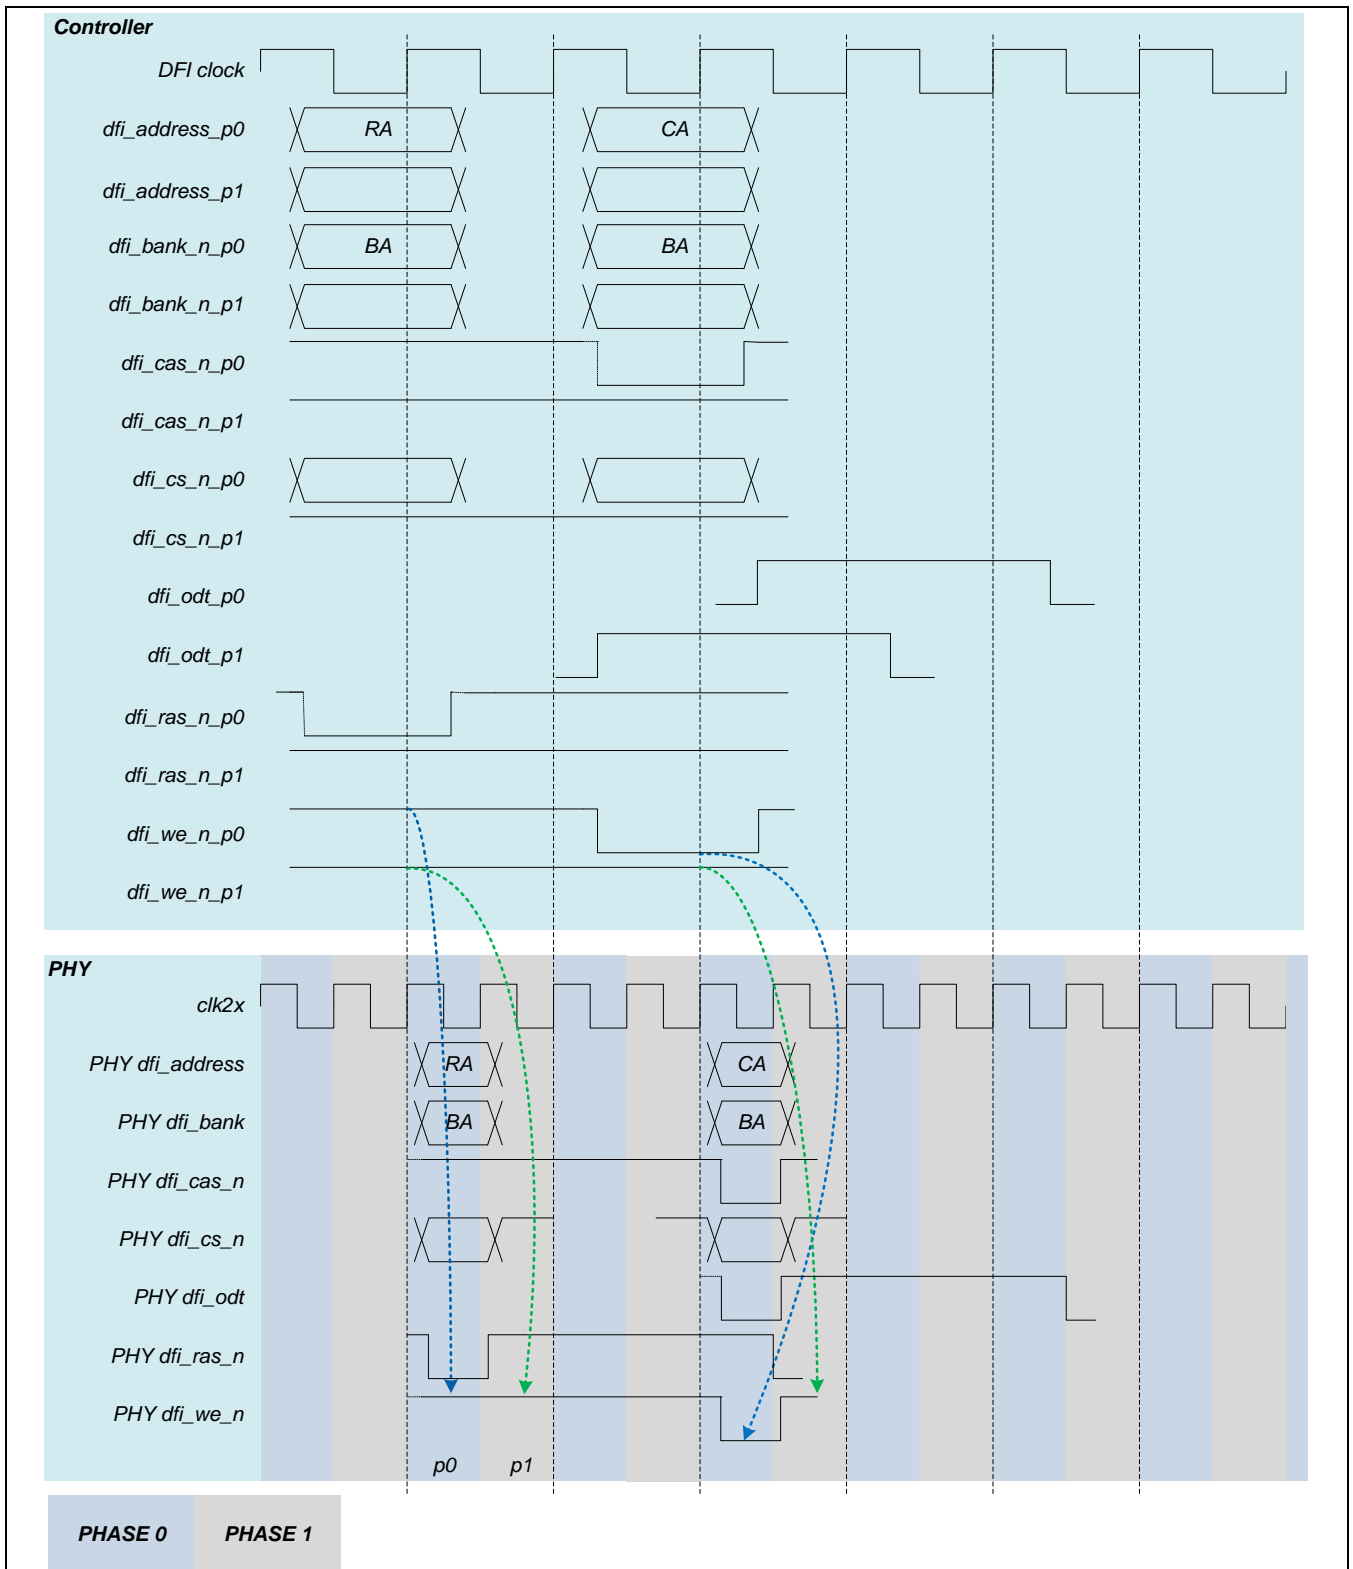 Controller
DFI clock
dfi_address_p0 RA CA
dfi_address_p1
dfi_bank_n_p0 BA BA
dfi_bank_n_p1
dfi_cas_n_p0
dfi_cas_n_p1
dfi_cs_n_p0
dfi_cs_n_p1
dfi_odt_p0
dfi_odt_p1
dfi_ras_n_p0
dfi_ras_n_p1
dfi_we_n_p0
dfi_we_n_p1
PHY
clk2x
PHY dfi_address RA CA
PHY dfi_bank BA BA
PHY dfi_cas_n
PHY dfi_cs_n
PHY dfi_odt
PHY dfi_ras_n
PHY dfi_we_n
p0 p1
PHASE 0 PHASE 1